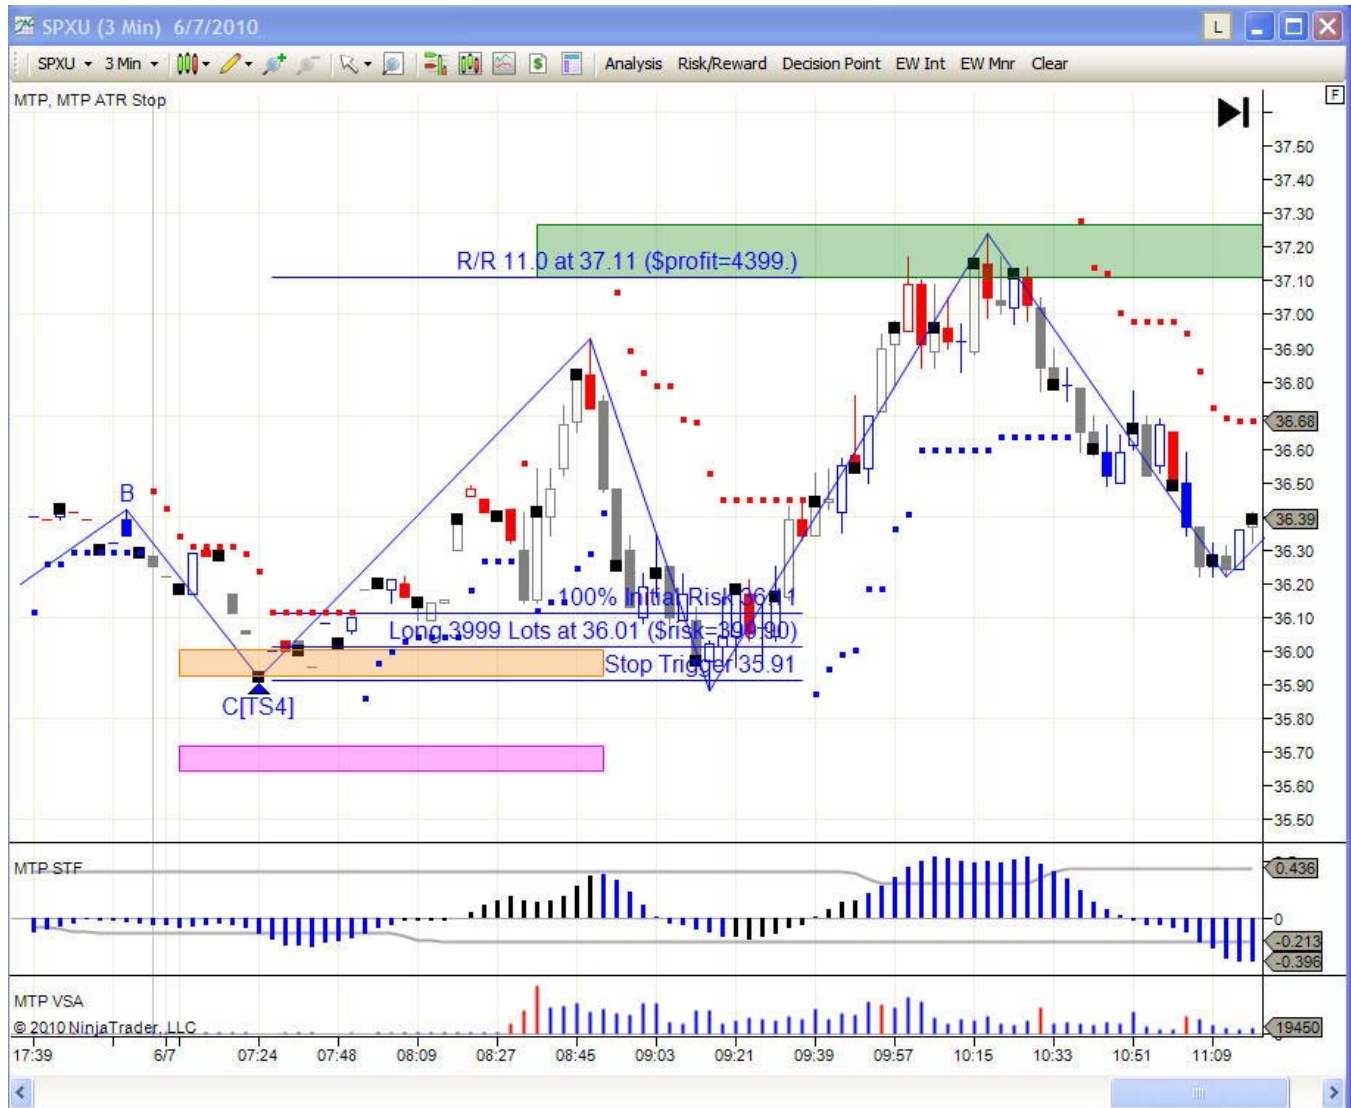 SPXU (3 Min) 6/7/2010
L
SPXU 3 Min Analysis Risk/Reward Decision Point EW Int EW Mnr Clear
MTP, MTP ATR Stop
F
37.50
37.40
37.30
R/R 11.0 at 37.11 ($profit=4399.)
37.20
37.10
37.00
36.90
36.80
36.68
36.60
B
36.50
36.39
36.30
36.20
100% Initial Risk 36.11
36.10
Long 3999 Lots at 36.01 ($risk=399.90)
36.00
Stop Trigger 35.91
35.90
C[TS4]
35.80
35.70
35.60
35.50
MTP STF
0.436
0
-0.213
-0.396
MTP VSA
© 2010 NinjaTrader, LLC
19450
17:39 6/7 07:24 07:48 08:09 08:27 08:45 09:03 09:21 09:39 09:57 10:15 10:33 10:51 11:09